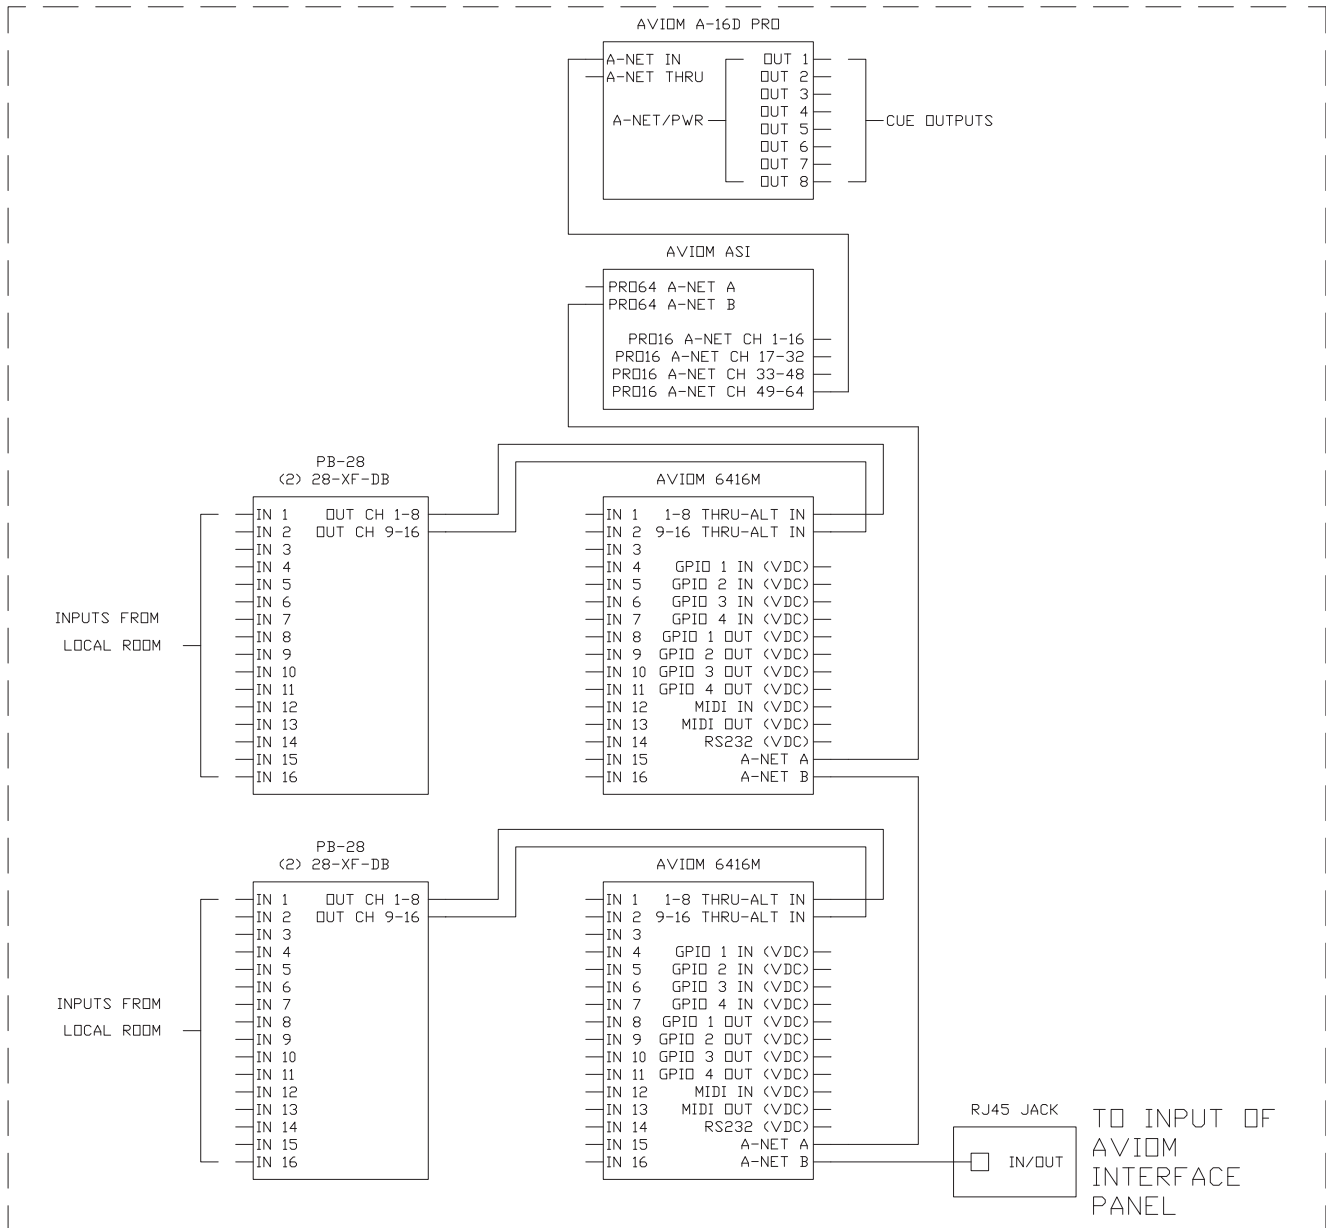 AVIOM A-16D PRO
A-NET IN OUT 1
A-NET THRU OUT 2
OUT 3
OUT 4
A-NET/PWR CUE OUTPUTS
OUT 5
OUT 6
OUT 7
OUT 8
AVIOM ASI
PRO64 A-NET A
PRO64 A-NET B
PRO16 A-NET CH 1-16
PRO16 A-NET CH 17-32
PRO16 A-NET CH 33-48
PRO16 A-NET CH 49-64
PB-28
(2) 28-XF-DB
IN 1 OUT CH 1-8
IN 2 OUT CH 9-16
IN 3
IN 4
IN 5
IN 6
IN 7
IN 8
IN 9
IN 10
IN 11
IN 12
IN 13
IN 14
IN 15
IN 16
INPUTS FROM
LOCAL ROOM
AVIOM 6416M
IN 1 1-8 THRU-ALT IN
IN 2 9-16 THRU-ALT IN
IN 3
IN 4 GPIO 1 IN (VDC)
IN 5 GPIO 2 IN (VDC)
IN 6 GPIO 3 IN (VDC)
IN 7 GPIO 4 IN (VDC)
IN 8 GPIO 1 OUT (VDC)
IN 9 GPIO 2 OUT (VDC)
IN 10 GPIO 3 OUT (VDC)
IN 11 GPIO 4 OUT (VDC)
IN 12 MIDI IN (VDC)
IN 13 MIDI OUT (VDC)
IN 14 RS232 (VDC)
IN 15 A-NET A
IN 16 A-NET B
PB-28
(2) 28-XF-DB
IN 1 OUT CH 1-8
IN 2 OUT CH 9-16
IN 3
IN 4
IN 5
IN 6
IN 7
IN 8
IN 9
IN 10
IN 11
IN 12
IN 13
IN 14
IN 15
IN 16
INPUTS FROM
LOCAL ROOM
AVIOM 6416M
IN 1 1-8 THRU-ALT IN
IN 2 9-16 THRU-ALT IN
IN 3
IN 4 GPIO 1 IN (VDC)
IN 5 GPIO 2 IN (VDC)
IN 6 GPIO 3 IN (VDC)
IN 7 GPIO 4 IN (VDC)
IN 8 GPIO 1 OUT (VDC)
IN 9 GPIO 2 OUT (VDC)
IN 10 GPIO 3 OUT (VDC)
IN 11 GPIO 4 OUT (VDC)
IN 12 MIDI IN (VDC)
IN 13 MIDI OUT (VDC)
IN 14 RS232 (VDC)
IN 15 A-NET A
IN 16 A-NET B
RJ45 JACK
IN/OUT
TO INPUT OF
AVIOM
INTERFACE
PANEL